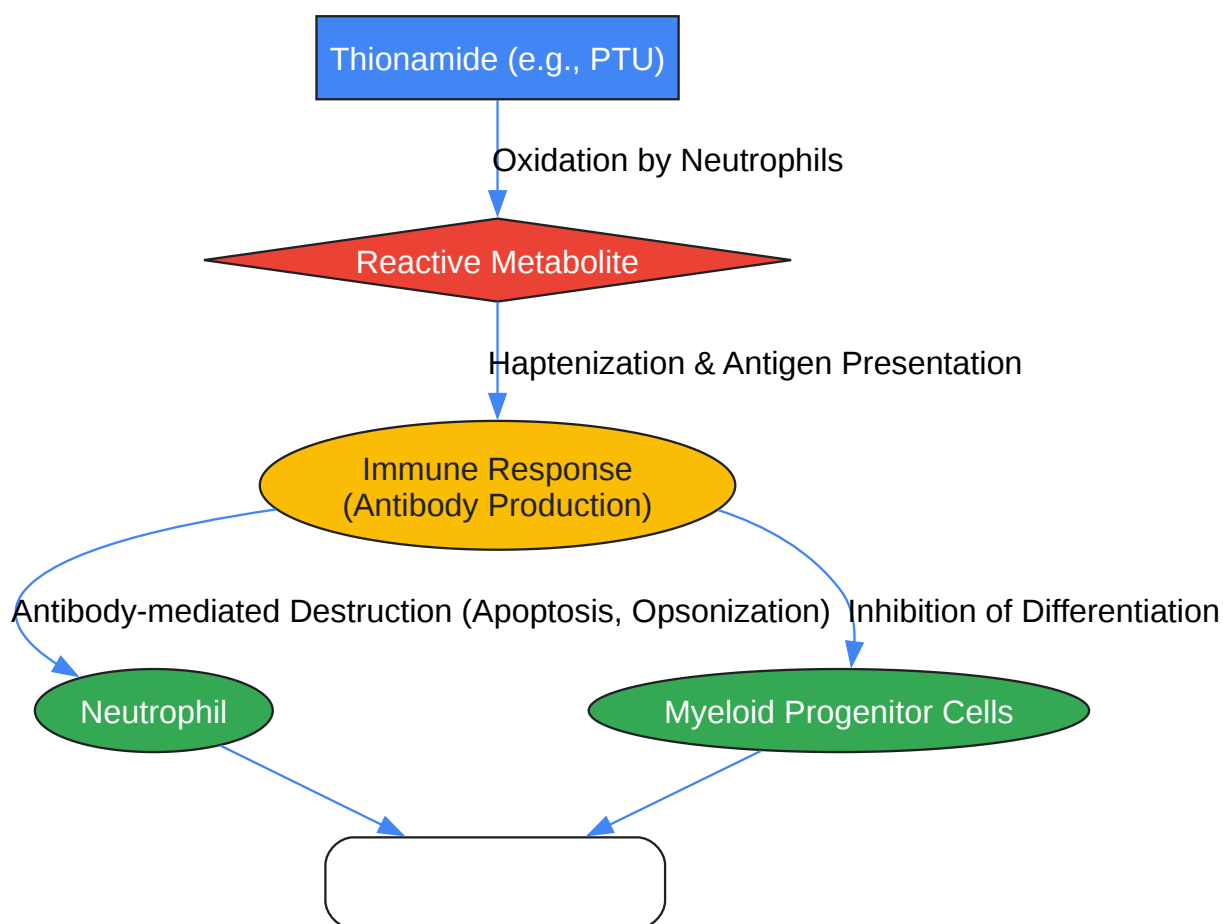 Thionamide (e.g., PTU)
Oxidation by Neutrophils
Reactive Metabolite
Haptenization & Antigen Presentation
Immune Response
(Antibody Production)
Antibody-mediated Destruction (Apoptosis, Opsonization)
Inhibition of Differentiation
Neutrophil
Myeloid Progenitor Cells